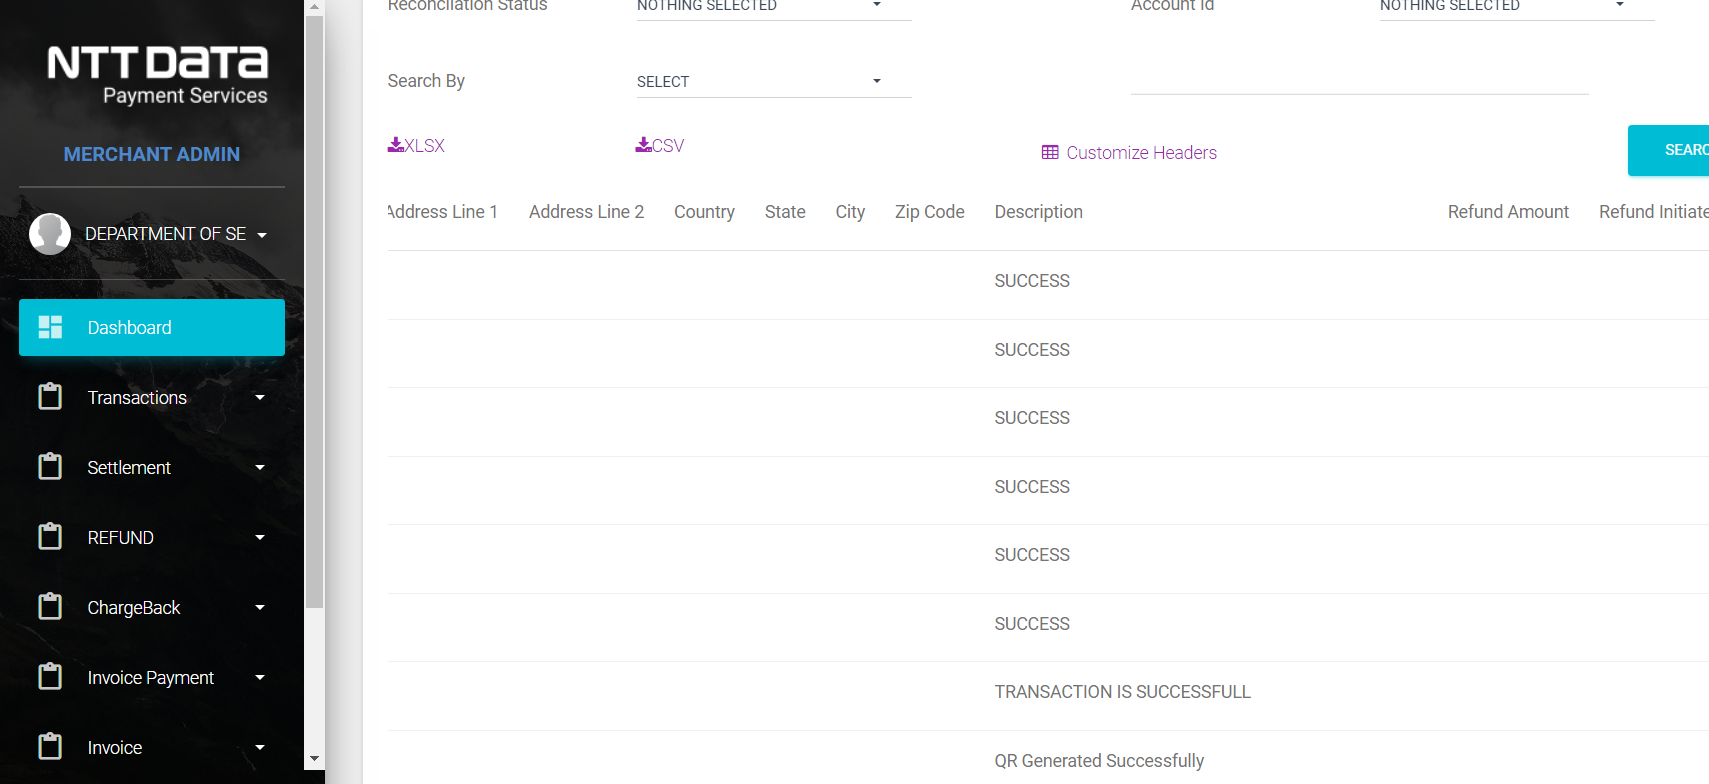 NTT DATA
Payment Services
MERCHANT ADMIN
DEPARTMENT OF SE
Dashboard
Transactions
Settlement
REFUND
ChargeBack
Invoice Payment
Invoice
Reconciliation Status
NOTHING SELECTED
Account Id
NOTHING SELECTED
Search By
SELECT
XLSX
CSV
Customize Headers
SEARC
Address Line 1 Address Line 2 Country State City Zip Code Description Refund Amount Refund Initiate
SUCCESS
SUCCESS
SUCCESS
SUCCESS
SUCCESS
SUCCESS
TRANSACTION IS SUCCESSFULL
QR Generated Successfully